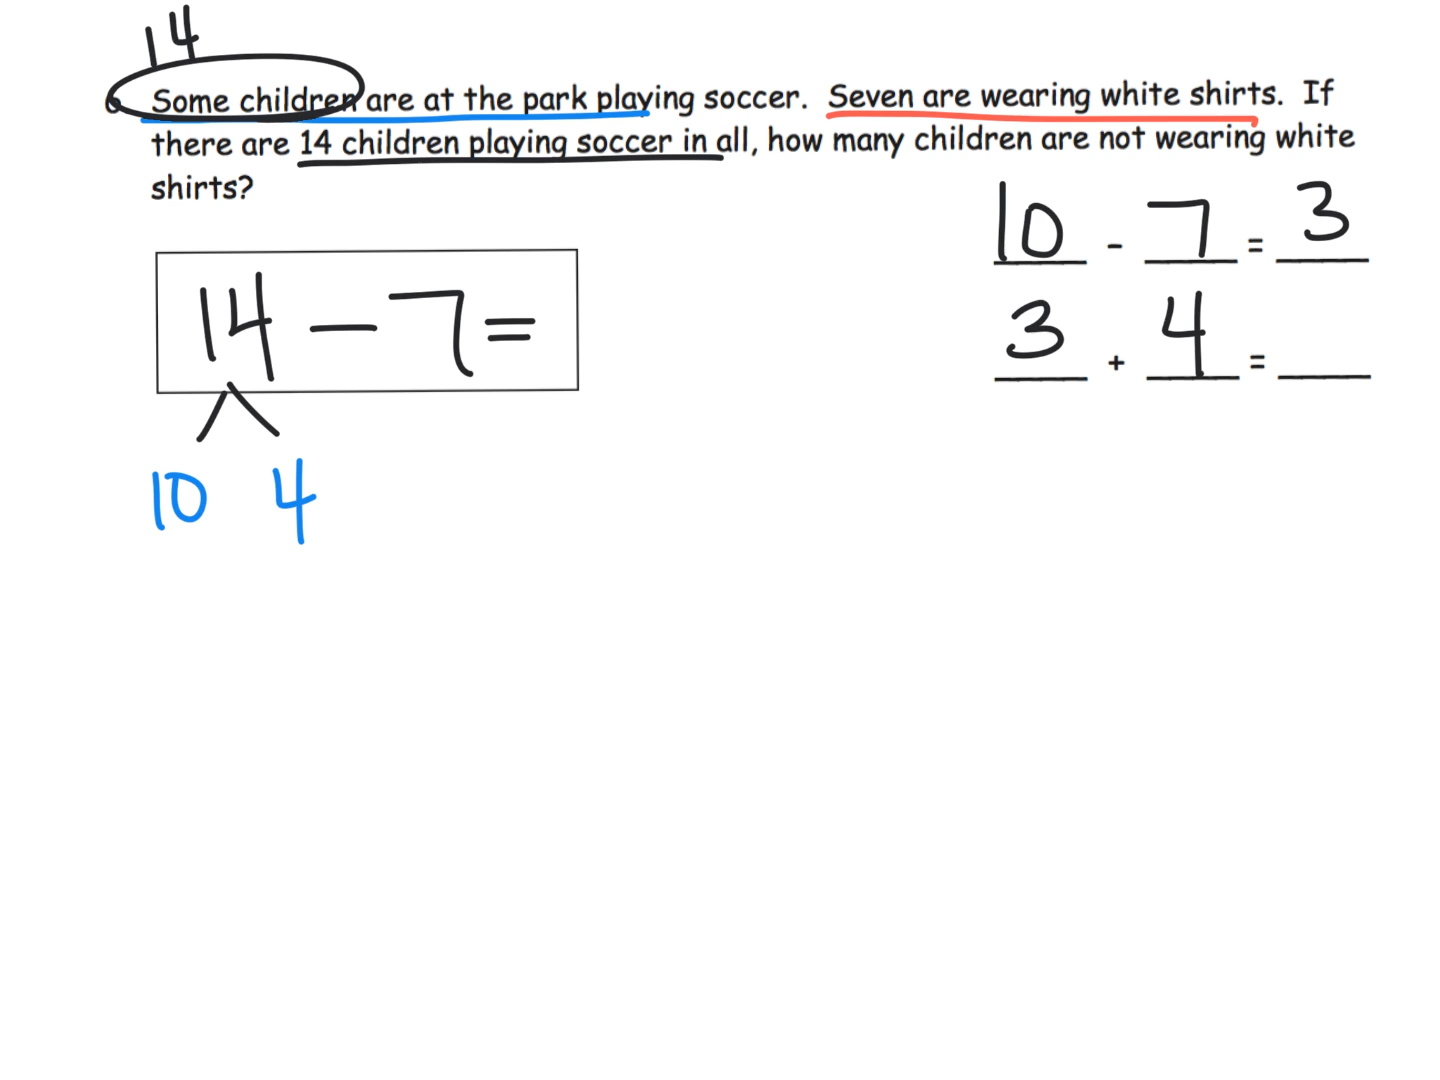 14
Some children are at the park playing soccer. Seven are wearing white shirts. If
there are 14 children playing soccer in all, how many children are not wearing white
shirts?
10 - 7 = 3
14 - 7 =
3 + 4 = ____
10 4